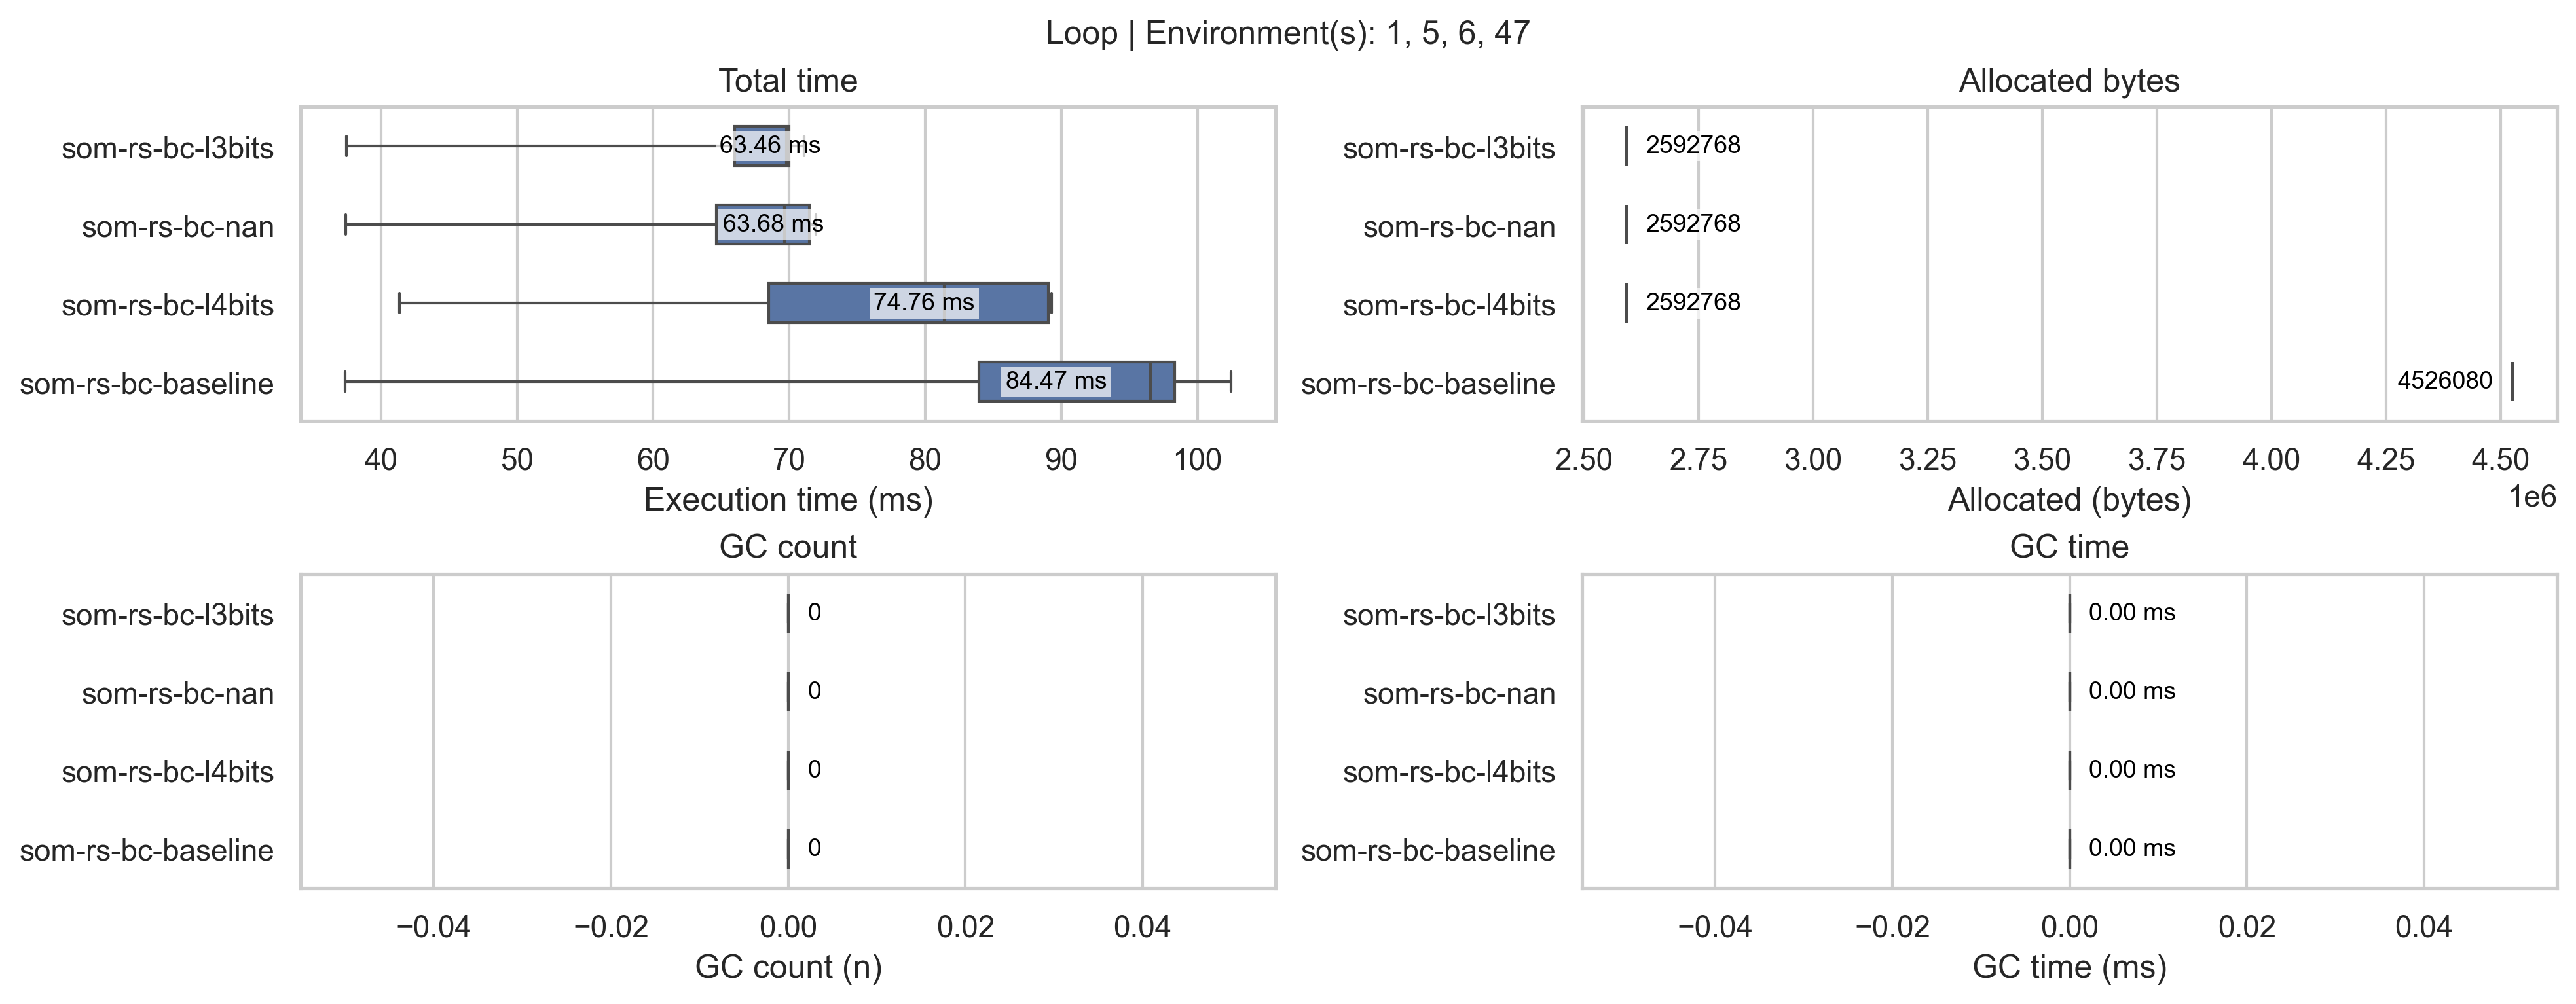 Loop | Environment(s): 1, 5, 6, 47
Total time
som-rs-bc-l3bits
63.46 ms
som-rs-bc-nan
63.68 ms
som-rs-bc-l4bits
74.76 ms
som-rs-bc-baseline
84.47 ms
40 50 60 70 80 90 100
Execution time (ms)
Allocated bytes
som-rs-bc-l3bits
2592768
som-rs-bc-nan
2592768
som-rs-bc-l4bits
2592768
som-rs-bc-baseline
4526080
2.50 2.75 3.00 3.25 3.50 3.75 4.00 4.25 4.50
1e6
Allocated (bytes)
GC count
som-rs-bc-l3bits
0
som-rs-bc-nan
0
som-rs-bc-l4bits
0
som-rs-bc-baseline
0
−0.04 −0.02 0.00 0.02 0.04
GC count (n)
GC time
som-rs-bc-l3bits
0.00 ms
som-rs-bc-nan
0.00 ms
som-rs-bc-l4bits
0.00 ms
som-rs-bc-baseline
0.00 ms
−0.04 −0.02 0.00 0.02 0.04
GC time (ms)